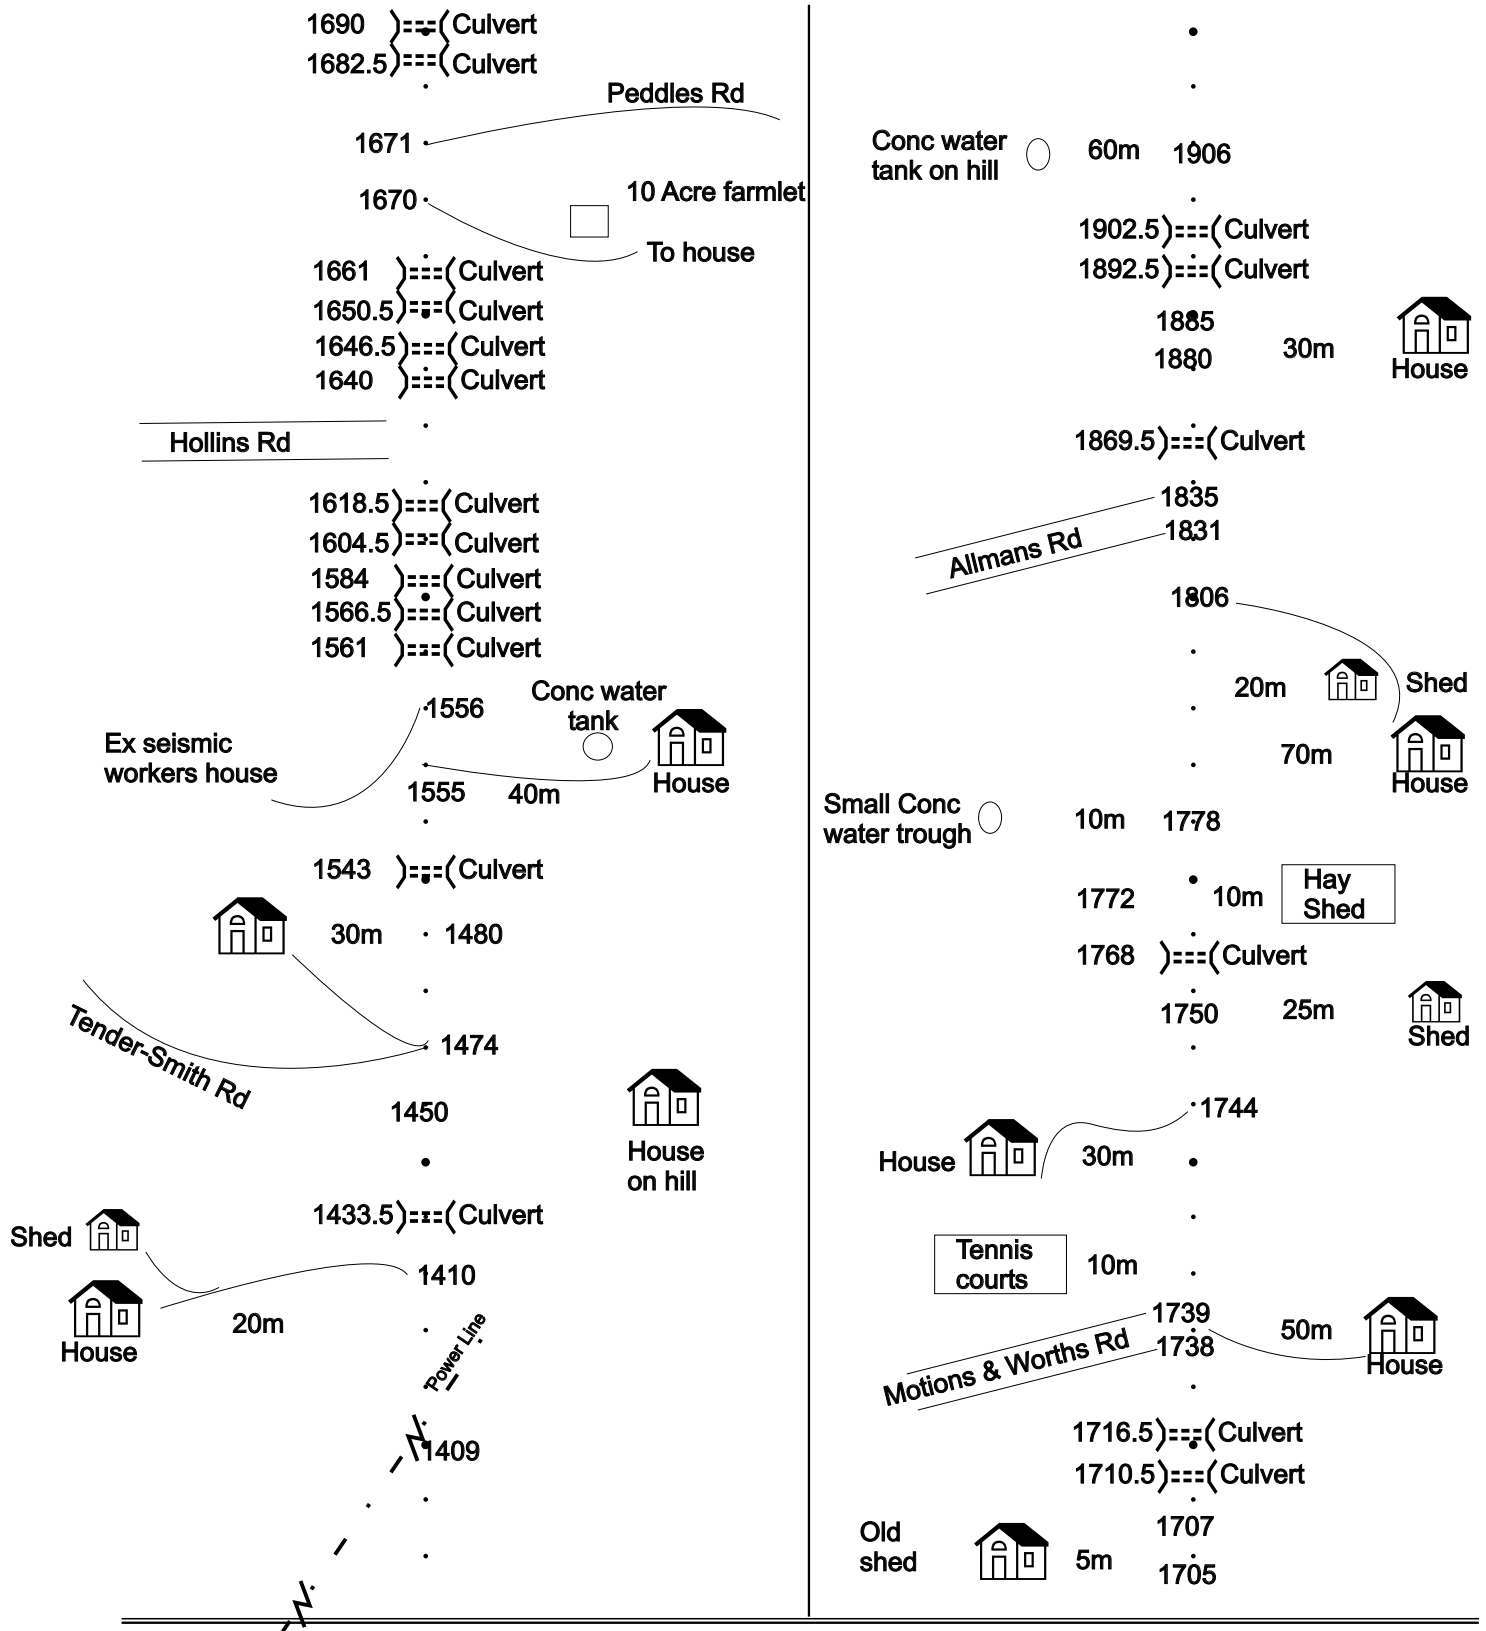 1690 Culvert
1682.5 Culvert
Peddles Rd
1671
10 Acre farmlet
1670
To house
1661 Culvert
1650.5 Culvert
1646.5 Culvert
1640 Culvert
Hollins Rd
1618.5 Culvert
1604.5 Culvert
1584 Culvert
1566.5 Culvert
1561 Culvert
Conc water
tank
1556
Ex seismic
workers house
House
1555 40m
1543 Culvert
30m 1480
Tender-Smith Rd
1474
1450
House
on hill
1433.5 Culvert
Shed
1410
20m
House
Power Line
1409
Conc water
tank on hill
60m 1906
1902.5 Culvert
1892.5 Culvert
1885
1880
30m
House
1869.5 Culvert
1835
Allmans Rd
1831
1806
20m
Shed
70m
House
Small Conc
water trough
10m 1778
1772 10m
Hay
Shed
1768 Culvert
1750 25m
Shed
1744
House 30m
Tennis
courts
10m
1739
Motions & Worths Rd
1738
50m
House
1716.5 Culvert
1710.5 Culvert
1707
Old
shed
5m
1705